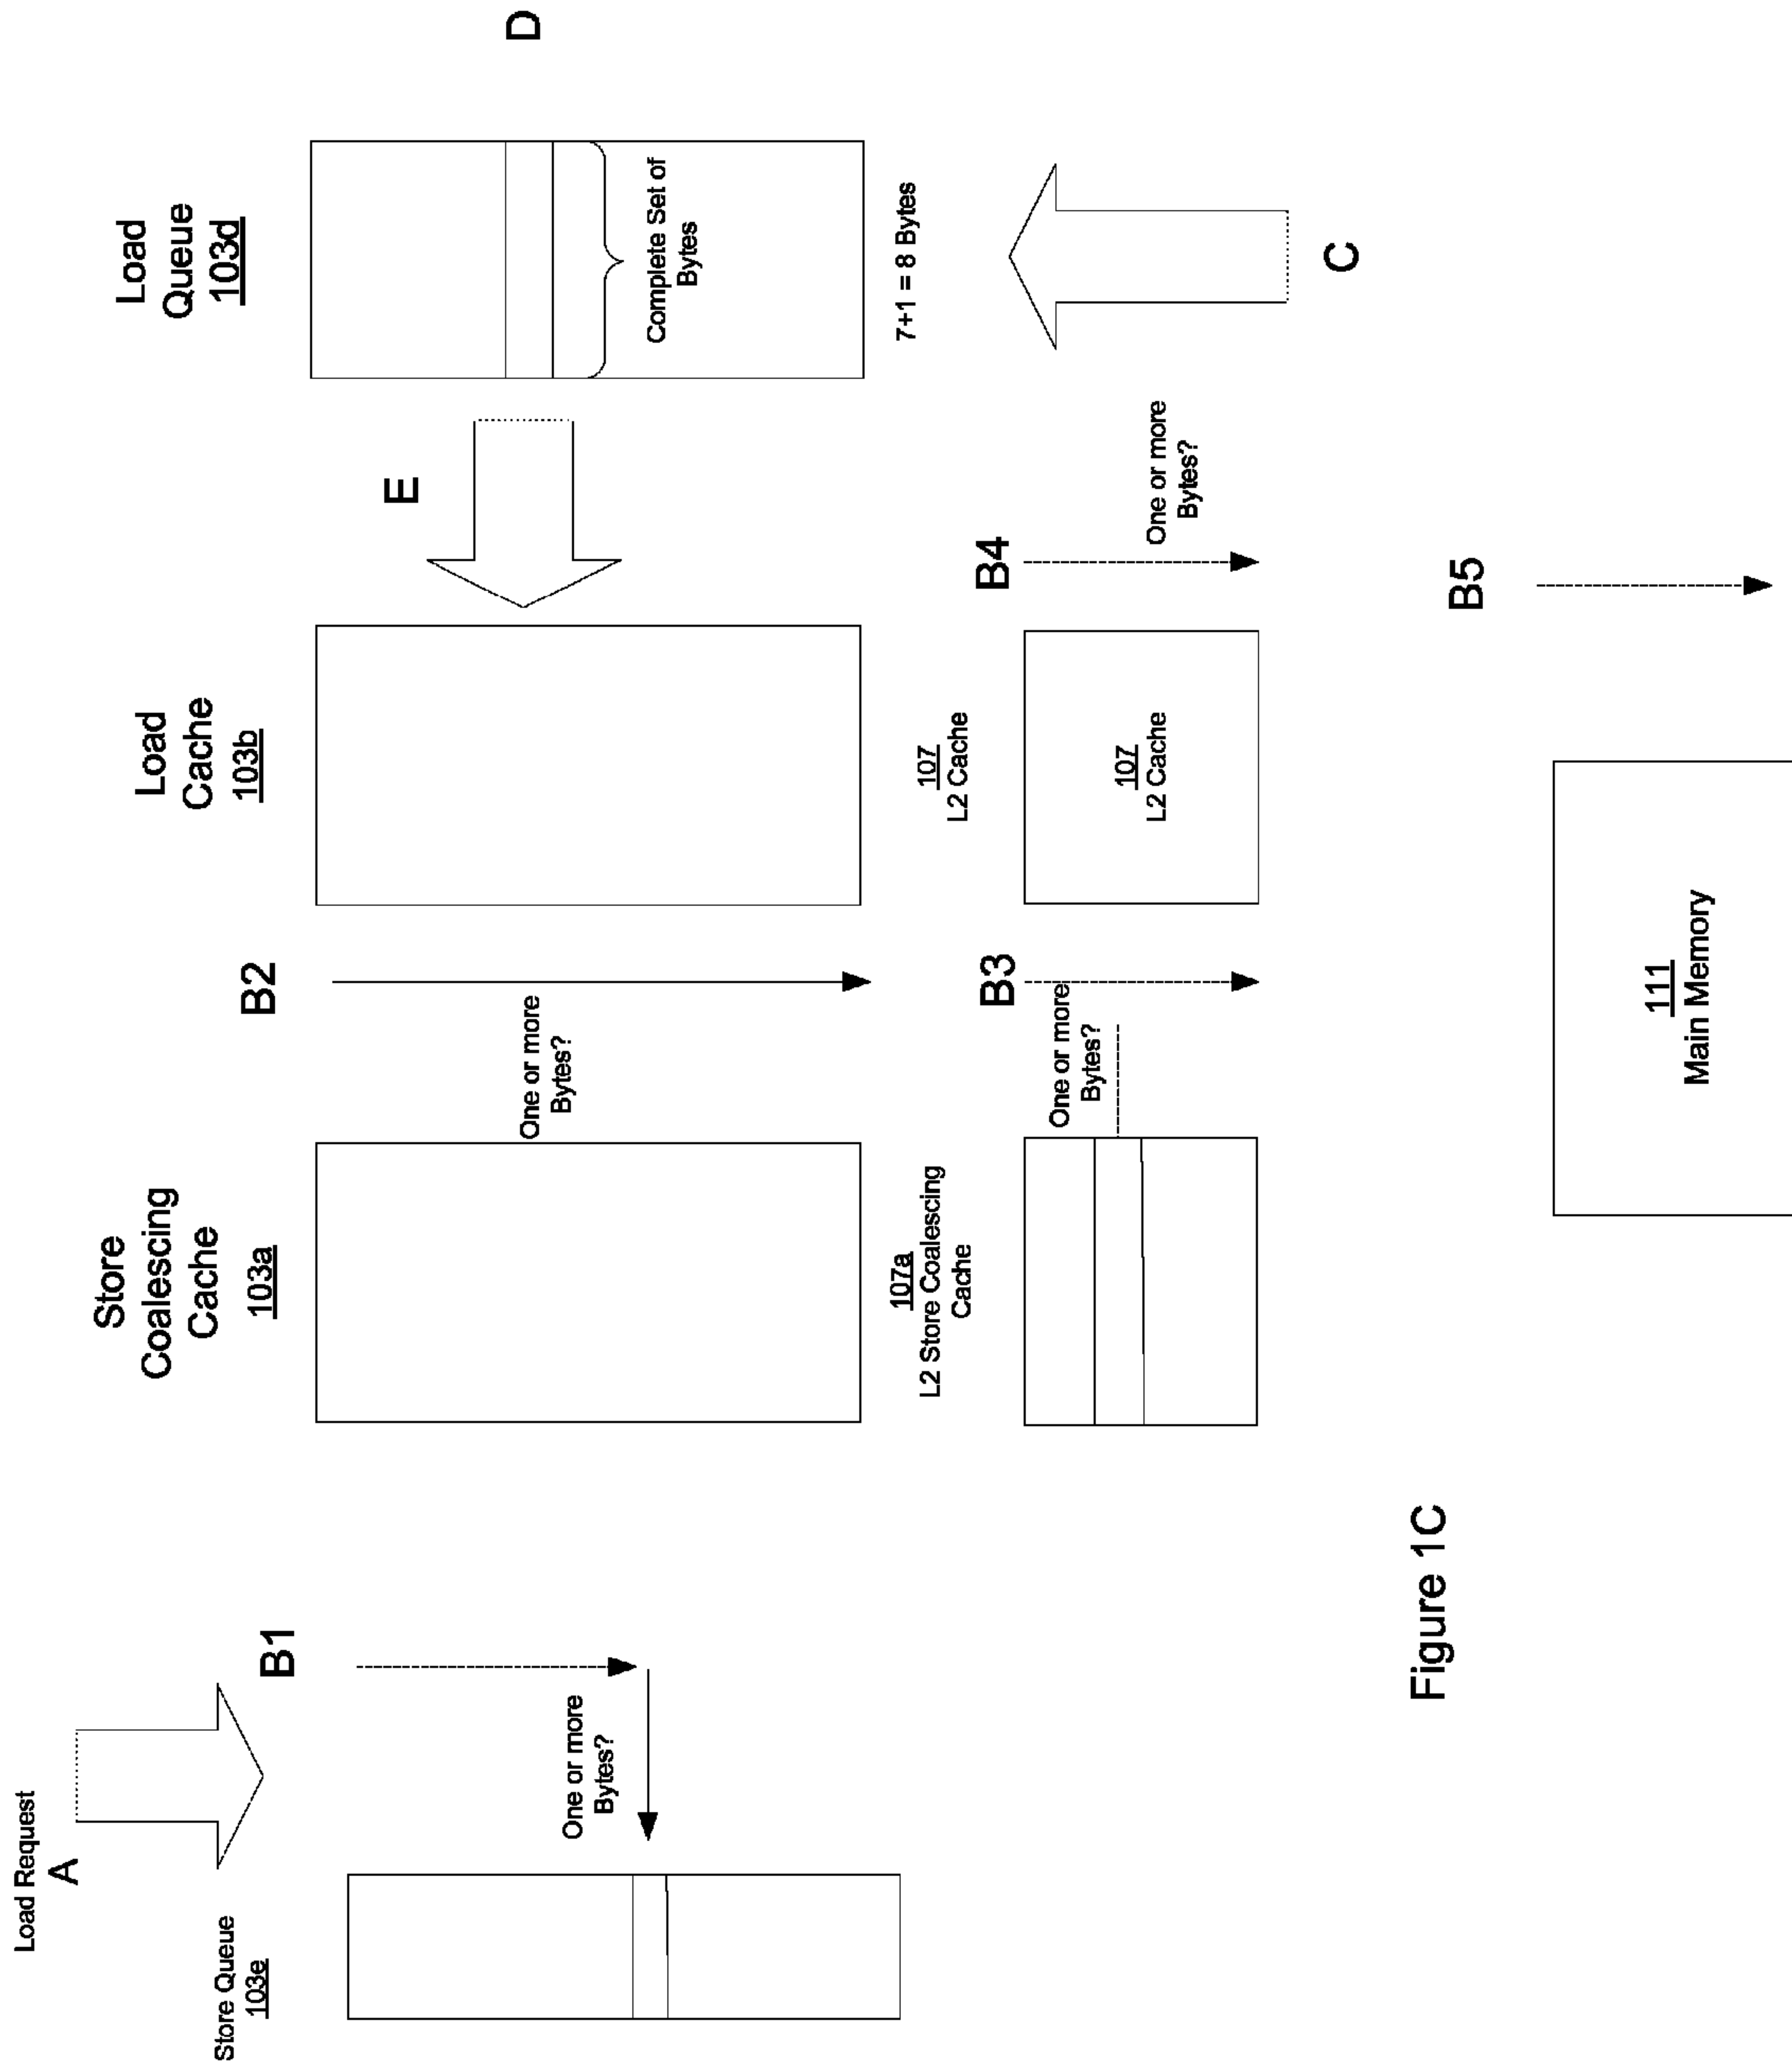 Load Request
A
Store Queue
103e
B1
One or more
Bytes?
Store
Coalescing
Cache
103a
B2
One or more
Bytes?
Load
Cache
103b
E
Load
Queue
103d
D
Complete Set of
Bytes
7+1 = 8 Bytes
C
107a
L2 Store Coalescing
Cache
B3
One or more
Bytes?
107
L2 Cache
107
L2 Cache
B4
One or more
Bytes?
B5
111
Main Memory
Figure 1C